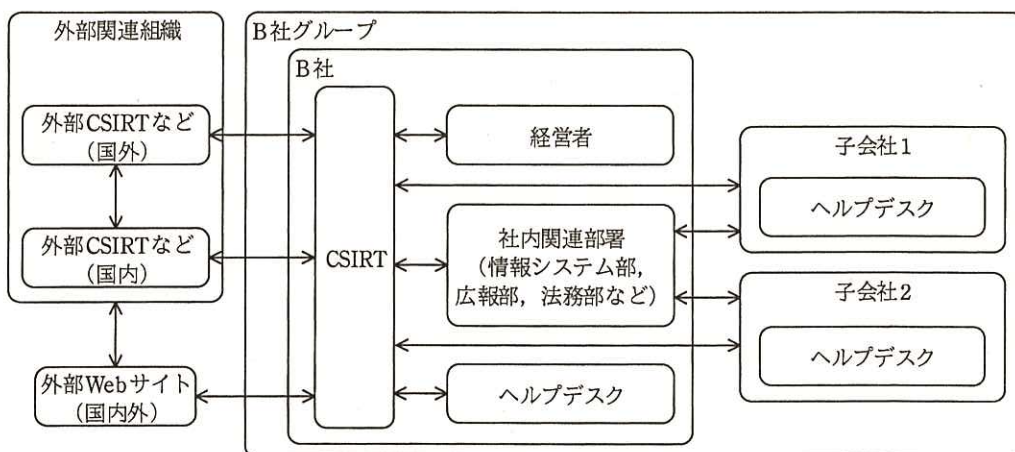 外部関連組織
外部CSIRTなど
(国外)
外部CSIRTなど
(国内)
外部Webサイト
(国内外)
B社グループ
B社
CSIRT
経営者
社内関連部署
(情報システム部,
広報部, 法務部など)
ヘルプデスク
子会社1
ヘルプデスク
子会社2
ヘルプデスク